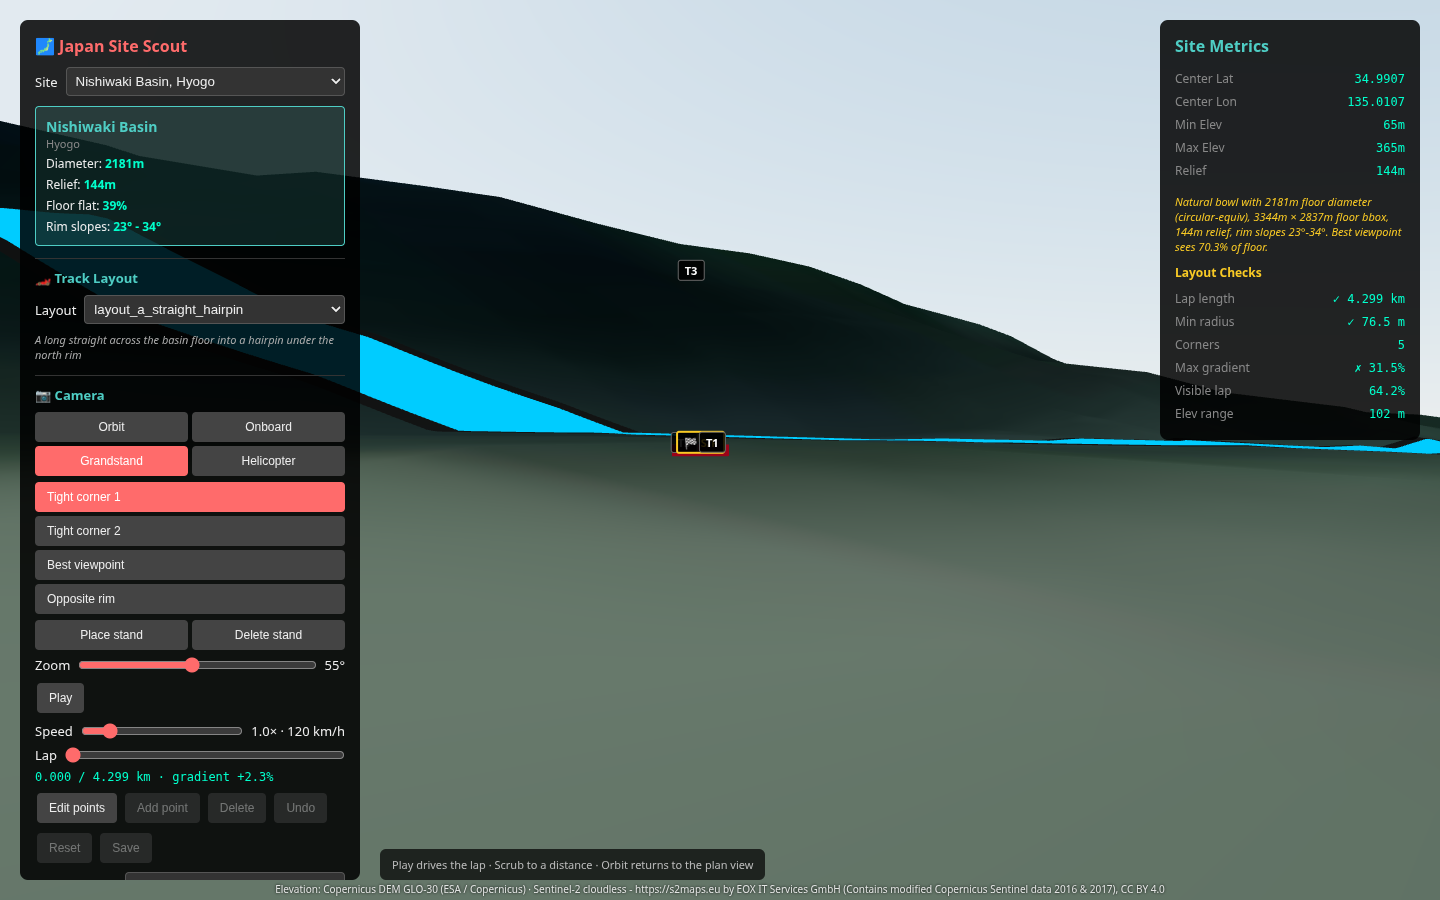 Japan Site Scout
Site
Nishiwaki Basin, Hyogo
Nishiwaki Basin
Hyogo
Diameter: 2181m
Relief: 144m
Floor flat: 39%
Rim slopes: 23° - 34°
Track Layout
Layout
layout_a_straight_hairpin
A long straight across the basin floor into a hairpin under the
north rim
Camera
Orbit
Onboard
Grandstand
Helicopter
Tight corner 1
Tight corner 2
Best viewpoint
Opposite rim
Place stand
Delete stand
Zoom
55°
Play
Speed
1.0× · 120 km/h
Lap
0.000 / 4.299 km · gradient +2.3%
Edit points
Add point
Delete
Undo
Reset
Save
T3
T1
Site Metrics
Center Lat 34.9907
Center Lon 135.0107
Min Elev 65m
Max Elev 365m
Relief 144m
Natural bowl with 2181m floor diameter
(circular-equiv), 3344m × 2837m floor bbox,
144m relief, rim slopes 23°-34°. Best viewpoint
sees 70.3% of floor.
Layout Checks
Lap length ✓ 4.299 km
Min radius ✓ 76.5 m
Corners 5
Max gradient ✗ 31.5%
Visible lap 64.2%
Elev range 102 m
Play drives the lap · Scrub to a distance · Orbit returns to the plan view
Elevation: Copernicus DEM GLO-30 (ESA / Copernicus) · Sentinel-2 cloudless - https://s2maps.eu by EOX IT Services GmbH (Contains modified Copernicus Sentinel data 2016 & 2017), CC BY 4.0